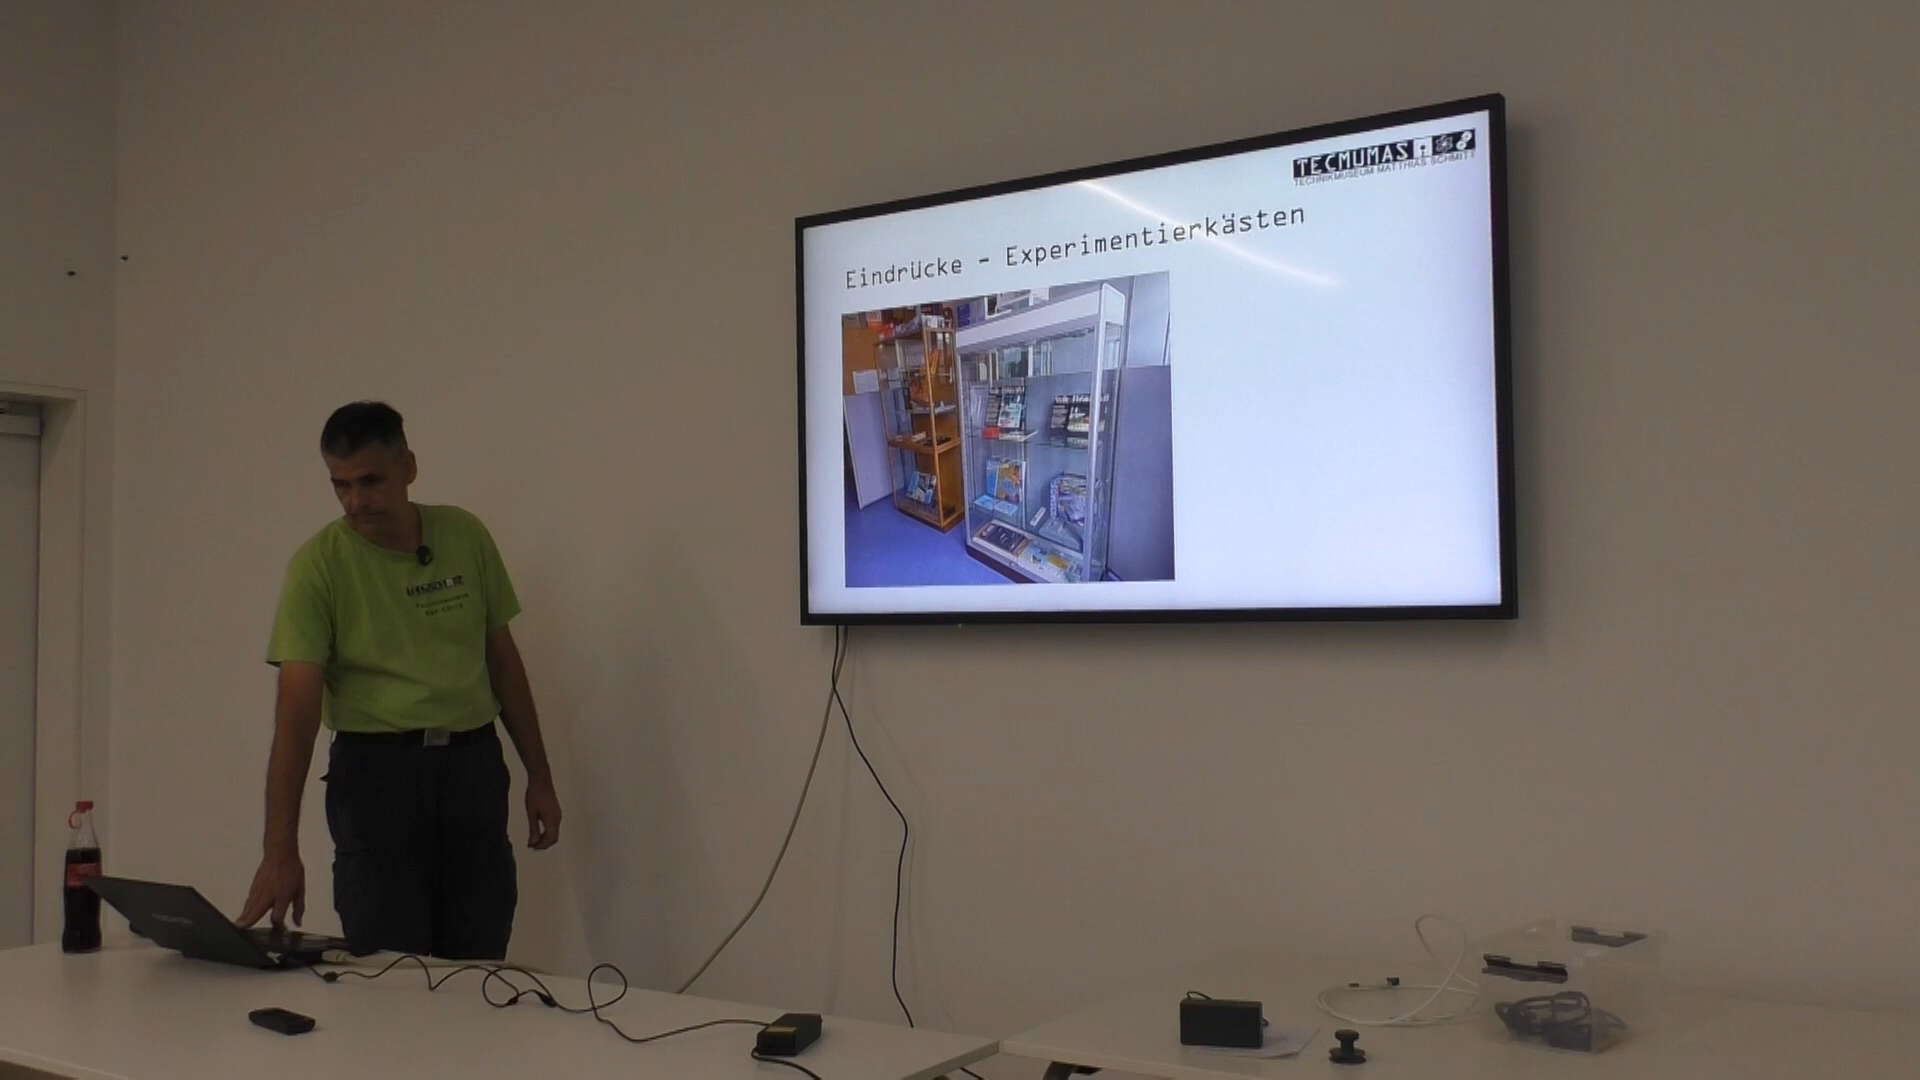 TECMUMAS
TECHNIKMUSEUM MATTHIAS SCHMITT
Eindrücke - Experimentierkästen